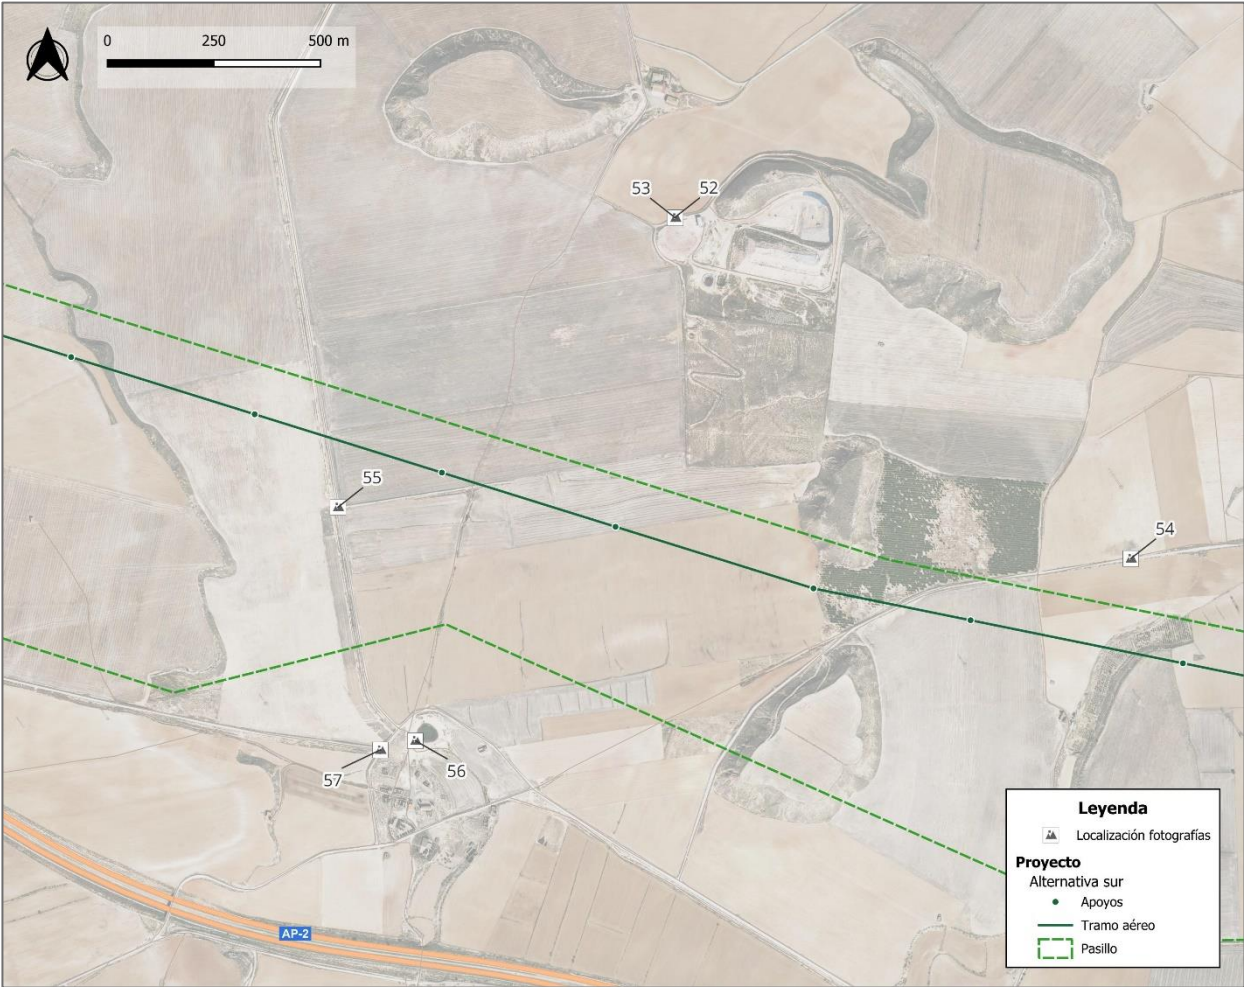 0 250 500 m
53 52
55
54
57 56
AP-2
Leyenda
Localización fotografías
Proyecto
Alternativa sur
Apoyos
Tramo aéreo
Pasillo